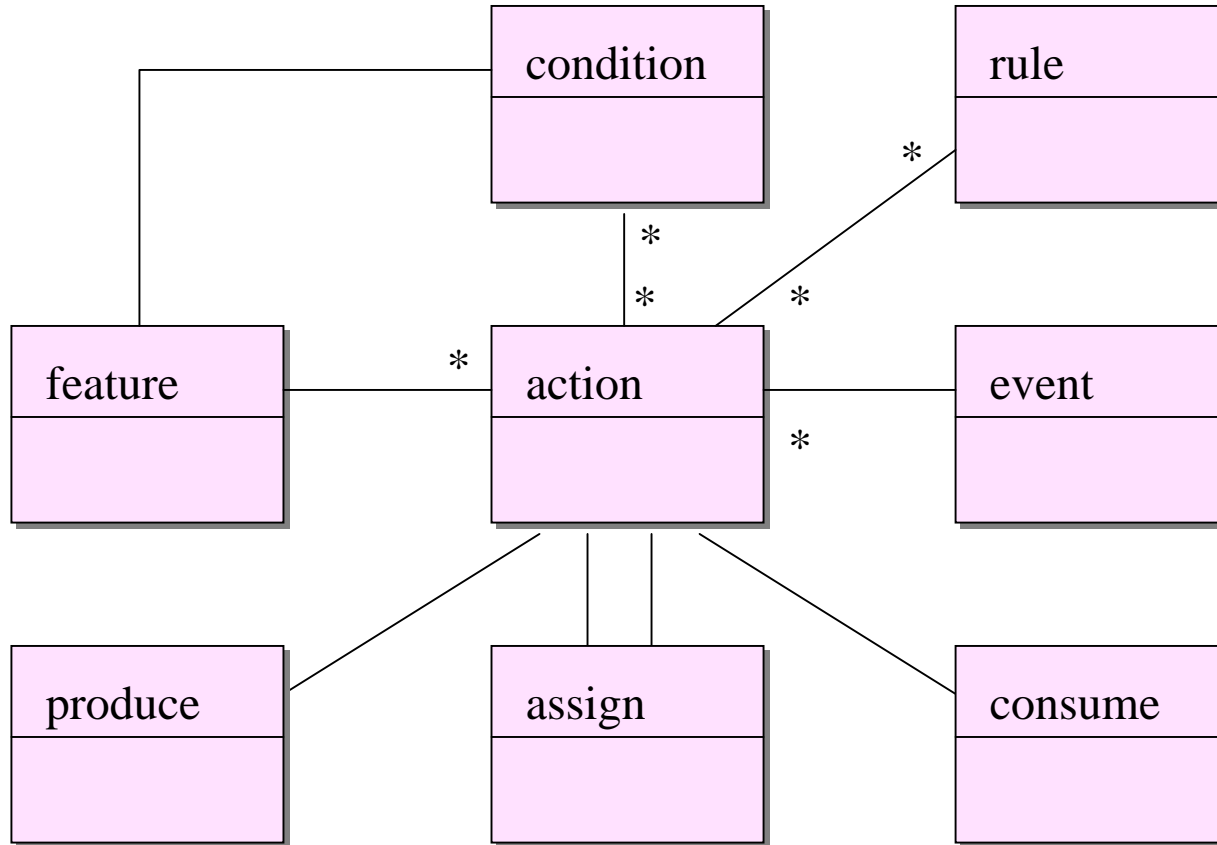 condition
rule
*
*
*
*
feature
*
action
event
*
produce
assign
consume